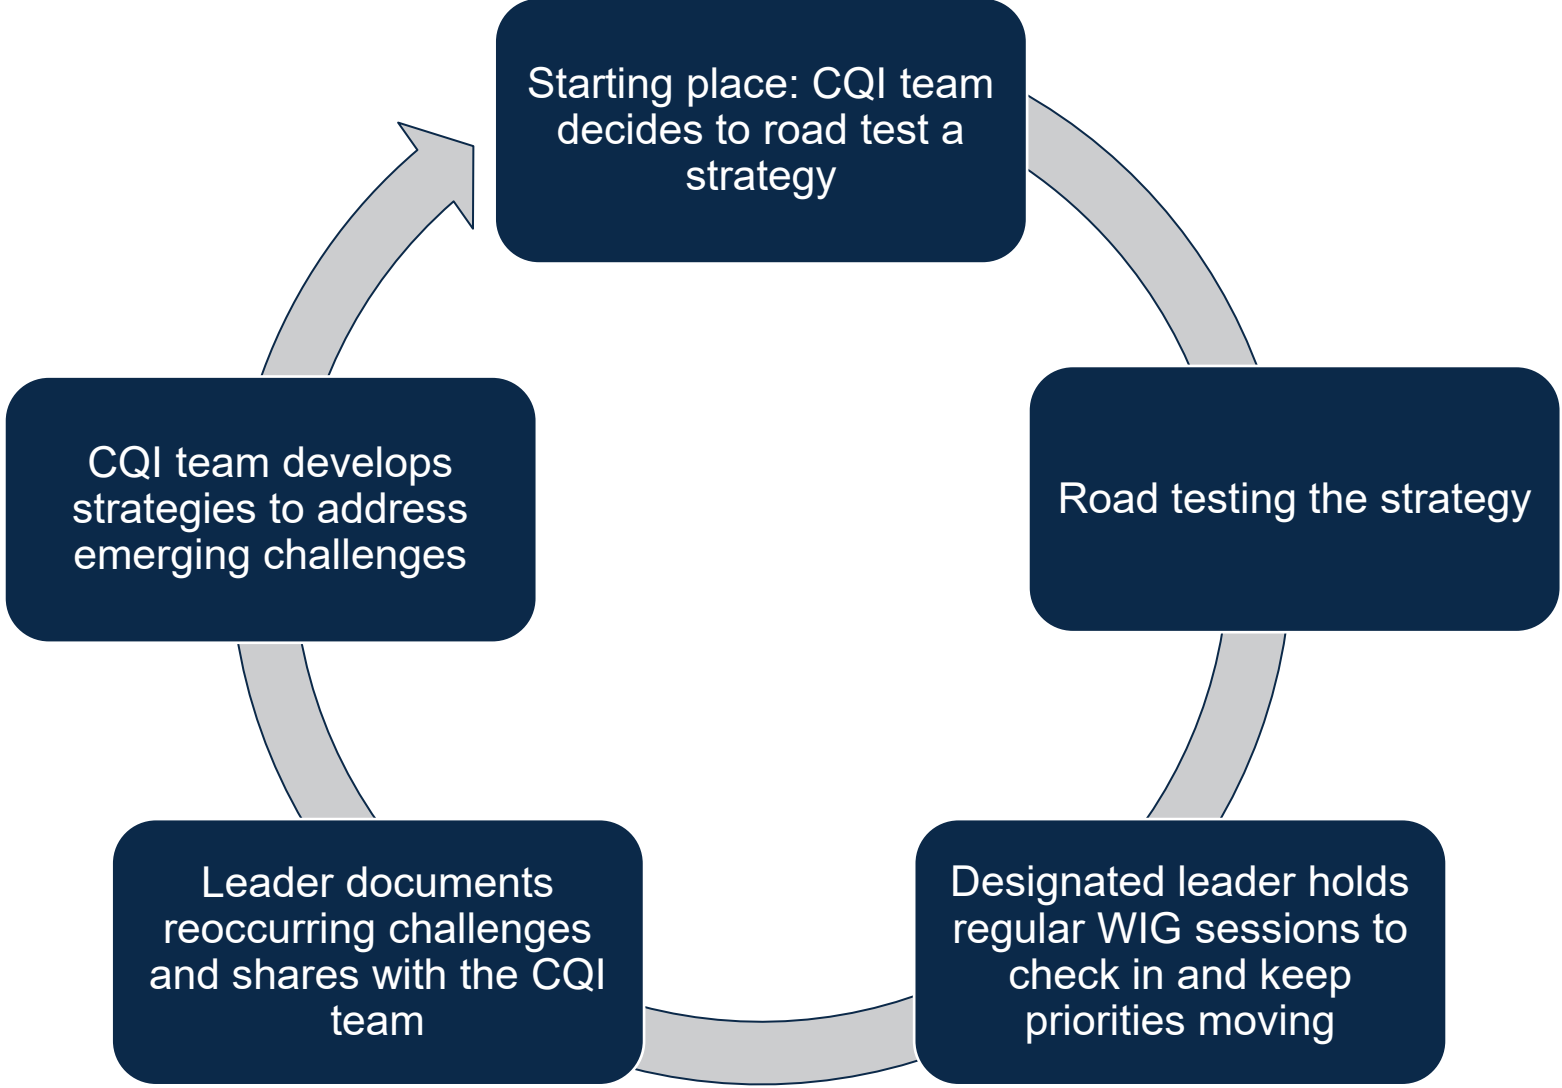 Starting place: CQI team
decides to road test a
strategy
Road testing the strategy
Designated leader holds
regular WIG sessions to
check in and keep
priorities moving
Leader documents
reoccurring challenges
and shares with the CQI
team
CQI team develops
strategies to address
emerging challenges